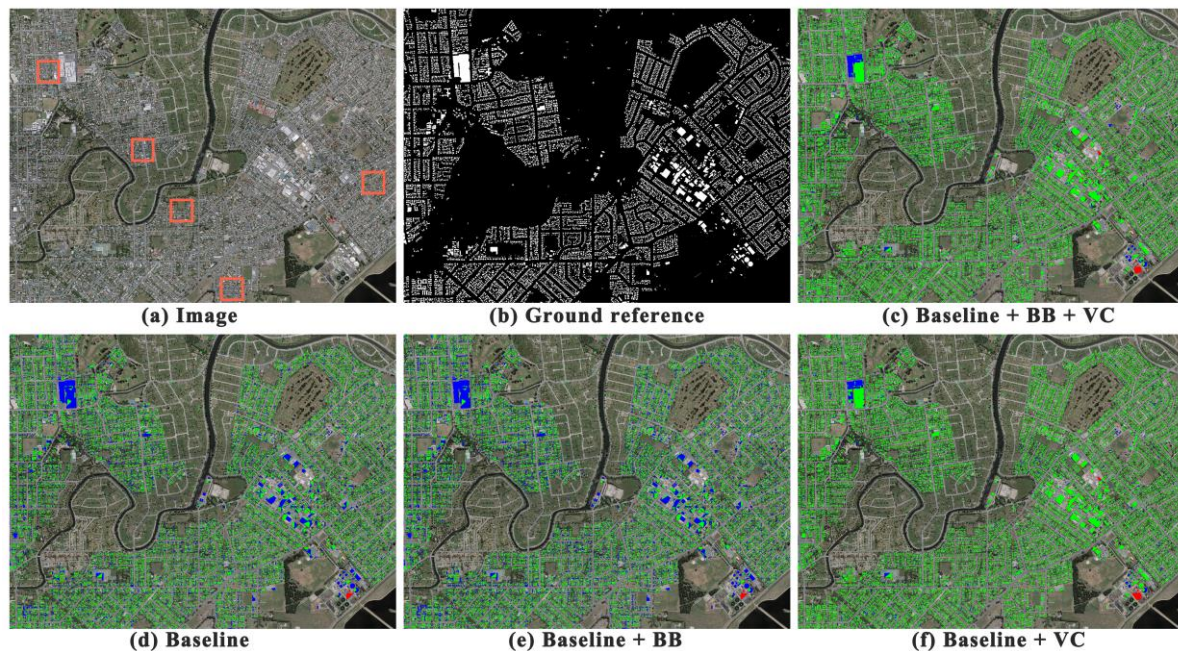 (a) Image
(b) Ground reference
(c) Baseline + BB + VC
(d) Baseline
(e) Baseline + BB
(f) Baseline + VC